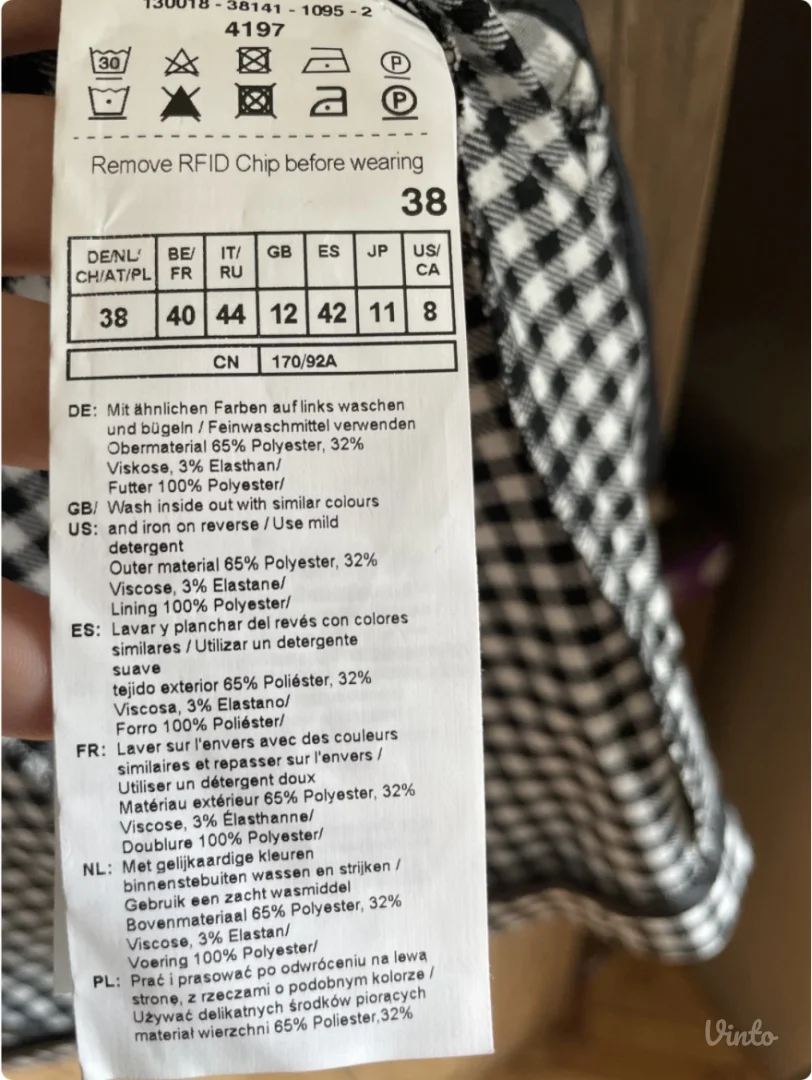 130018 - 38141 - 1095 - 2
4197
30 P
P
Remove RFID Chip before wearing
38
DE/NL/ BE/ IT/ GB ES JP US/
CH/AT/PL FR RU CA
38 40 44 12 42 11 8
CN 170/92A
DE: Mit ähnlichen Farben auf links waschen
und bügeln / Feinwaschmittel verwenden
Obermaterial 65% Polyester, 32%
Viskose, 3% Elasthan/
Futter 100% Polyester/
GB/ Wash inside out with similar colours
US: and iron on reverse / Use mild
detergent
Outer material 65% Polyester, 32%
Viscose, 3% Elastane/
Lining 100% Polyester/
ES: Lavar y planchar del revés con colores
similares / Utilizar un detergente
suave
tejido exterior 65% Poliéster, 32%
Viscosa, 3% Elastano/
Forro 100% Poliéster/
FR: Laver sur l'envers avec des couleurs
similaires et repasser sur l'envers /
Utiliser un détergent doux
Matériau extérieur 65% Polyester, 32%
Viscose, 3% Élasthanne/
Doublure 100% Polyester/
NL: Met gelijkaardige kleuren
binnenstebuiten wassen en strijken /
Gebruik een zacht wasmiddel
Bovenmateriaal 65% Polyester, 32%
Viscose, 3% Elastan/
Voering 100% Polyester/
PL: Prać i prasować po odwróceniu na lewą
stronę, z rzeczami o podobnym kolorze /
Używać delikatnych środków piorących
materiał wierzchni 65% Poliester,32%
Vinto